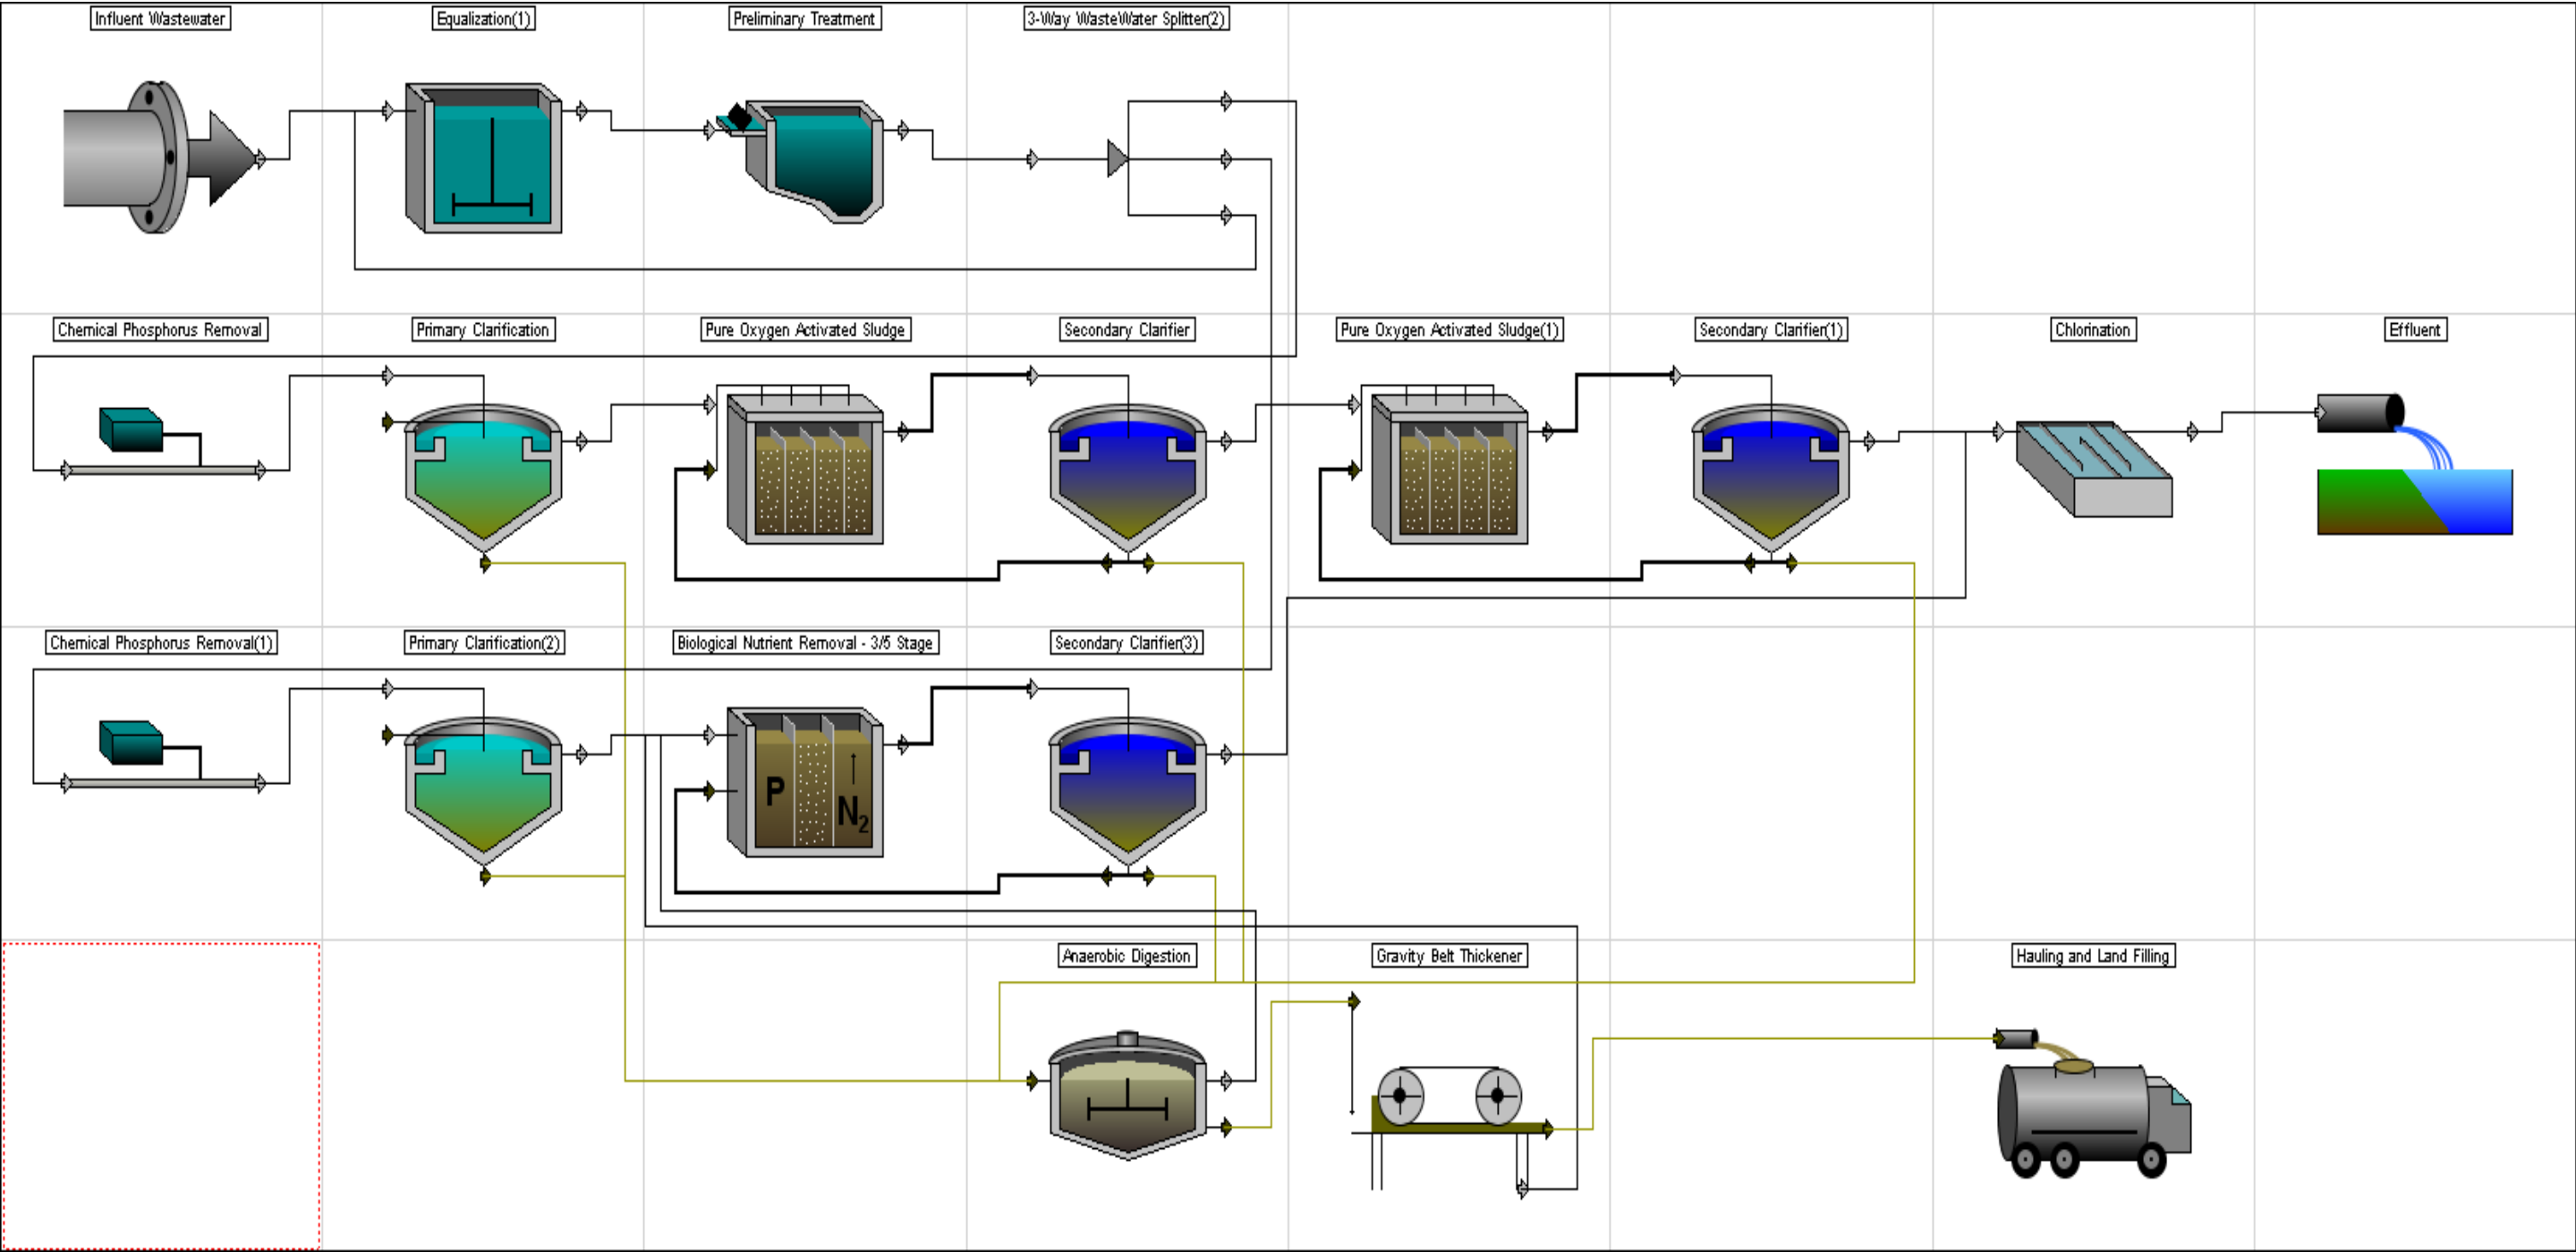 Influent Wastewater
Equalization(1)
Preliminary Treatment
3-Way WasteWater Splitter(2)
Chemical Phosphorus Removal
Primary Clarification
Pure Oxygen Activated Sludge
Secondary Clarifier
Pure Oxygen Activated Sludge(1)
Secondary Clarifier(1)
Chlorination
Effluent
Chemical Phosphorus Removal(1)
Primary Clarification(2)
Biological Nutrient Removal - 3/5 Stage
Secondary Clarifier(3)
P
N2
Anaerobic Digestion
Gravity Belt Thickener
Hauling and Land Filling